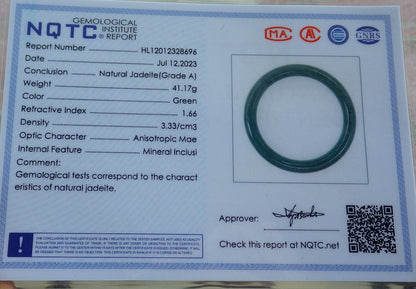 NQTC® GEMOLOGICAL INSTITUTE REPORT
Report Number HL12012328696
Date Jul 12,2023
Conclusion Natural Jadeite(Grade A)
Weight 41.17g
Color Green
Refractive Index 1.66
Density 3.33/cm3
Optic Character Anisotropic Mae
Internal Feature Mineral Inclusi
Comment:
Gemological tests correspond to the charact
eristics of natural jadeite.
MA
GNRS
Approver:
Check this report at NQTC.net